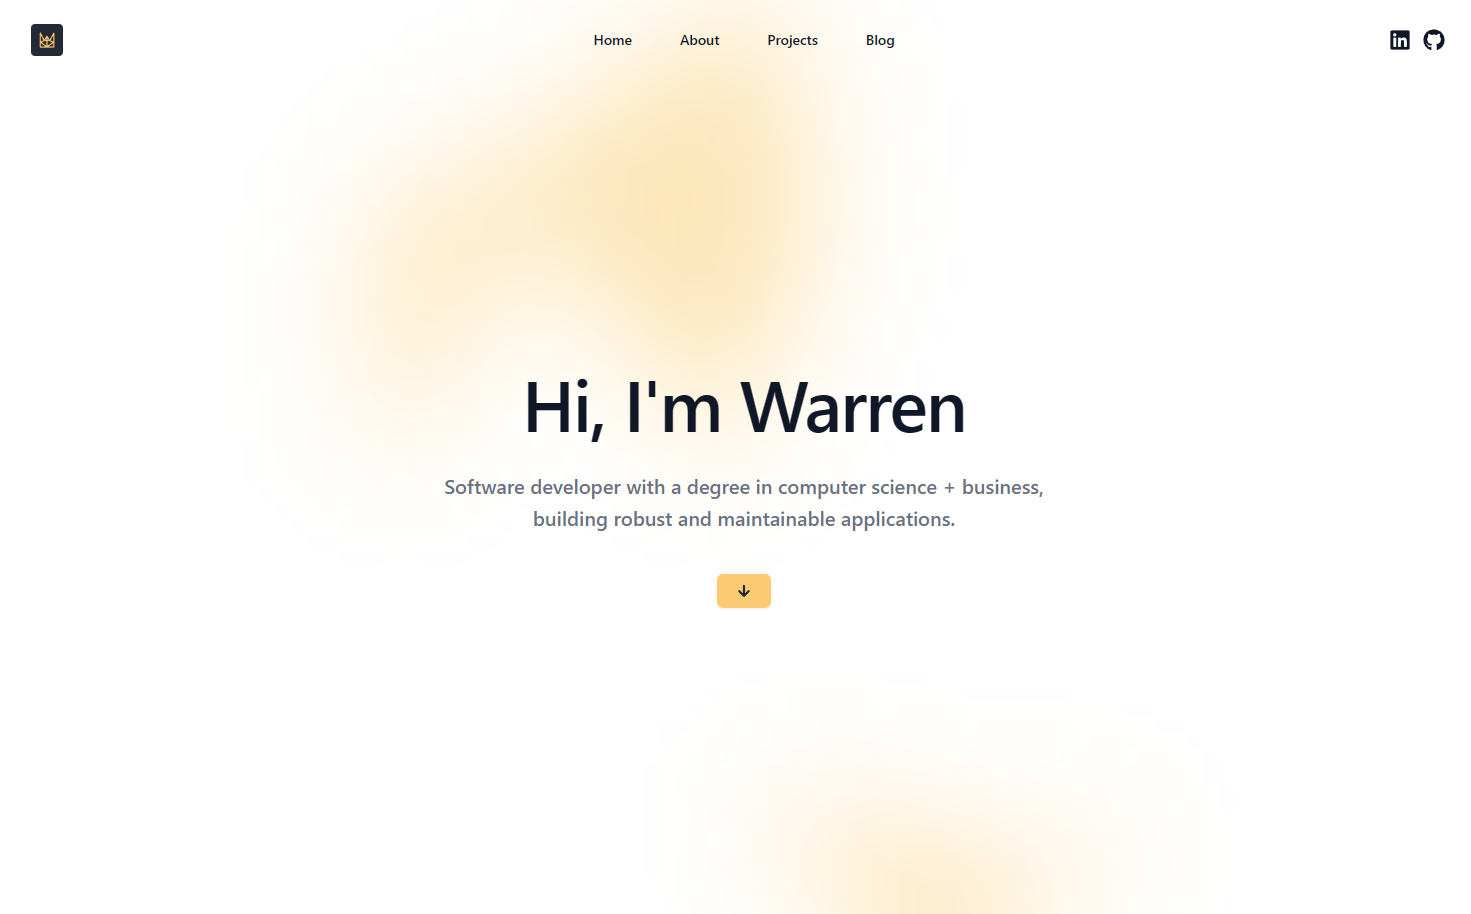 Home
About
Projects
Blog
Hi, I'm Warren
Software developer with a degree in computer science + business,
building robust and maintainable applications.